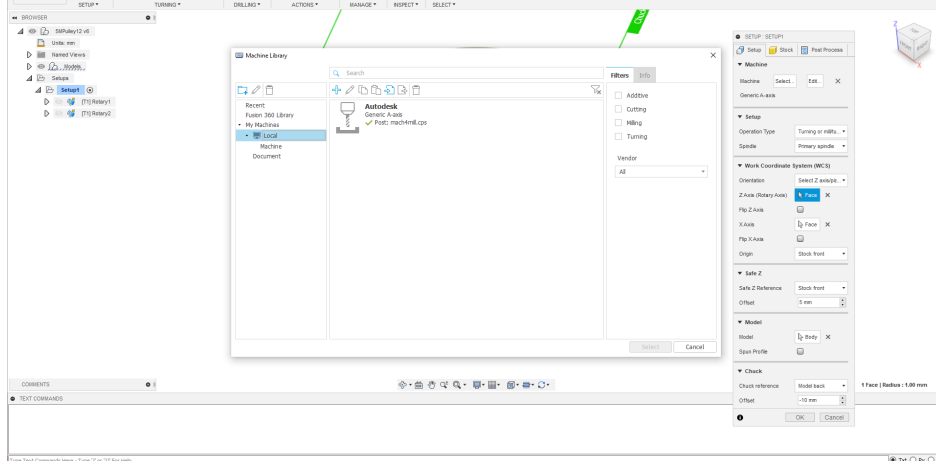 SETUP
TURNING
DRILLING
ACTIONS
MANAGE
INSPECT
SELECT
BROWSER
SlitPulley12 v6
Units: mm
Named Views
Models
Setups
Setup1
[T1] Rotary1
[T1] Rotary2
Machine Library
Search
Recent
Fusion 360 Library
My Machines
Local
Machine
Document
Autodesk
Generic A-axis
Post: mach4mill.cps
Filters
Info
Additive
Cutting
Milling
Turning
Vendor
All
Select
Cancel
SETUP : SETUP1
Setup
Stock
Post Process
Machine
Machine
Select...
Edit...
Generic A-axis
Setup
Operation Type
Turning or mill/tu...
Spindle
Primary spindle
Work Coordinate System (WCS)
Orientation
Select Z axis/pla...
Z Axis (Rotary Axis)
Face
Flip Z Axis
X Axis
Face
Flip X Axis
Origin
Stock front
Safe Z
Safe Z Reference
Stock front
Offset
5 mm
Model
Model
Body
Spun Profile
Chuck
Chuck reference
Model back
Offset
-10 mm
OK
Cancel
Z
X
COMMENTS
1 Face | Radius : 1.00 mm
TEXT COMMANDS
Txt
Py